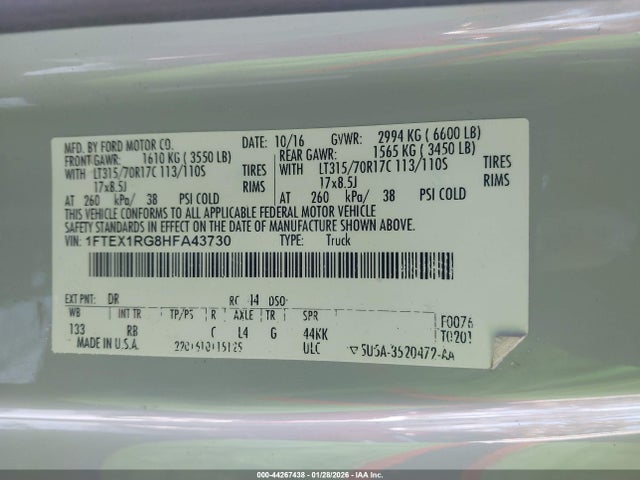 MFD. BY FORD MOTOR CO. DATE: 10/16 GVWR: 2994 KG ( 6600 LB)
FRONT GAWR: 1610 KG ( 3550 LB) REAR GAWR: 1565 KG ( 3450 LB)
WITH LT315/70R17C 113/110S TIRES WITH LT315/70R17C 113/110S TIRES
17x8.5J RIMS 17x8.5J RIMS
AT 260 kPa/ 38 PSI COLD AT 260 kPa/ 38 PSI COLD
THIS VEHICLE CONFORMS TO ALL APPLICABLE FEDERAL MOTOR VEHICLE
SAFETY STANDARDS IN EFFECT ON THE DATE OF MANUFACTURE SHOWN ABOVE.
VIN: 1FTEX1RG8HFA43730 TYPE: Truck
EXT PNT: DR RC: 14 DSO:
WB INT TR TP/PS R AXLE TR SPR F0076
133 RB C L4 G 44KK T0201
MADE IN U.S.A. ULC 5U5A-3520472-AA
000-44267438 | 01/28/2026 | IAA Inc.